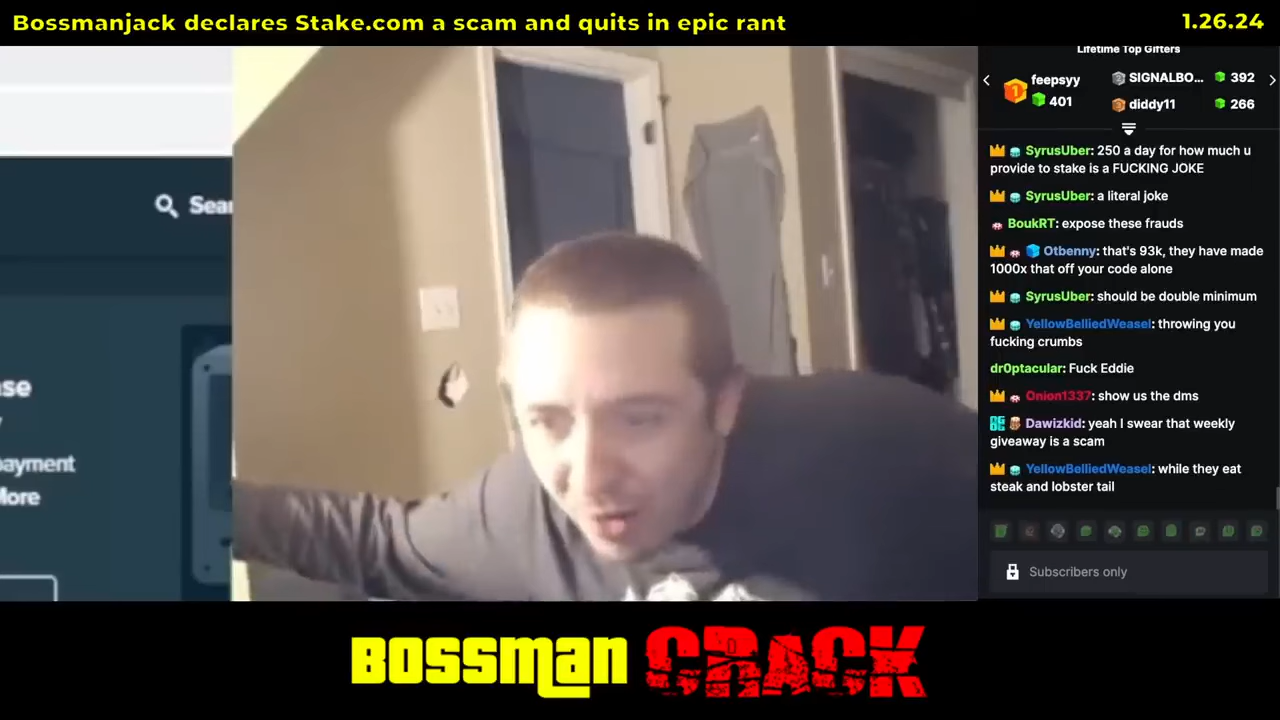 Bossmanjack declares Stake.com a scam and quits in epic rant
1.26.24
Lifetime Top Gifters
feepsyy
401
SIGNALBO...
392
diddy11
266
SyrusUber: 250 a day for how much u
provide to stake is a FUCKING JOKE
SyrusUber: a literal joke
BoukRT: expose these frauds
Otbenny: that's 93k, they have made
1000x that off your code alone
SyrusUber: should be double minimum
YellowBelliedWeasel: throwing you
fucking crumbs
dr0ptacular: Fuck Eddie
Onion1337: show us the dms
Dawizkid: yeah I swear that weekly
giveaway is a scam
YellowBelliedWeasel: while they eat
steak and lobster tail
Subscribers only
Sear
se
payment
More
BOSSMAN CRACK